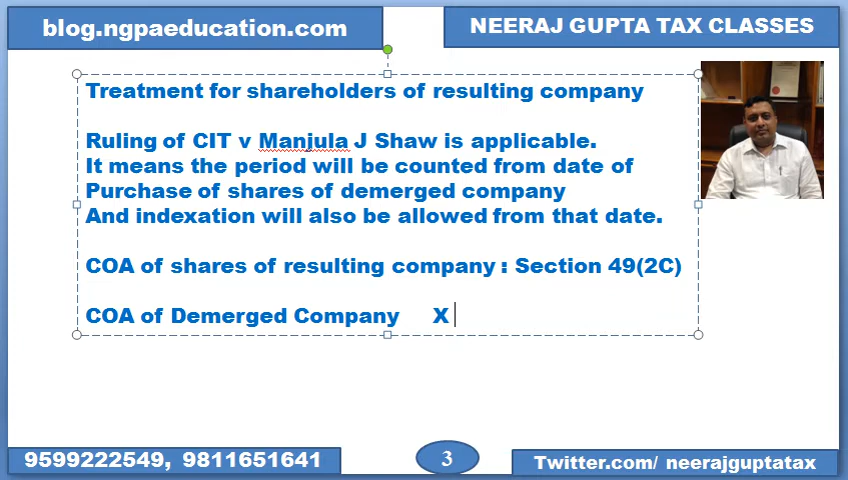 blog.ngpaeducation.com
NEERAJ GUPTA TAX CLASSES
Treatment for shareholders of resulting company
Ruling of CIT v Manjula J Shaw is applicable.
It means the period will be counted from date of
Purchase of shares of demerged company
And indexation will also be allowed from that date.
COA of shares of resulting company : Section 49(2C)
COA of Demerged Company X
9599222549, 9811651641
3
Twitter.com/ neerajguptatax